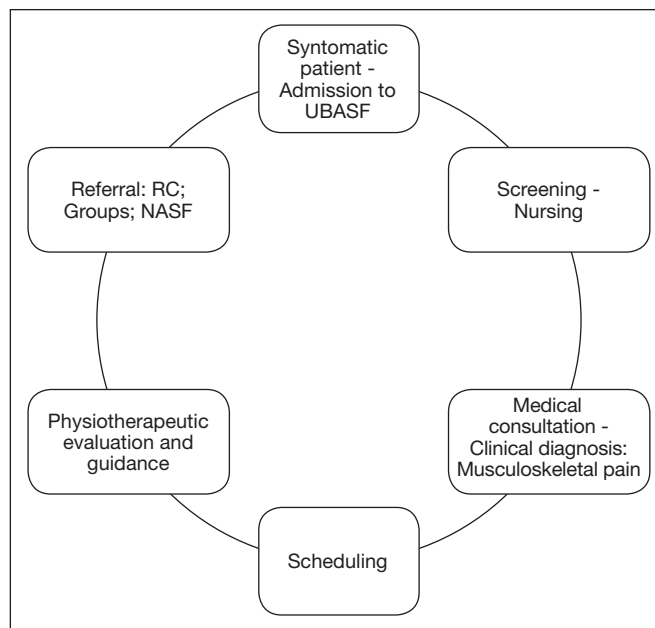 Syntomatic
patient -
Admission to
UBASF
Screening -
Nursing
Medical
consultation -
Clinical diagnosis:
Musculoskeletal pain
Scheduling
Physiotherapeutic
evaluation and
guidance
Referral: RC;
Groups; NASF